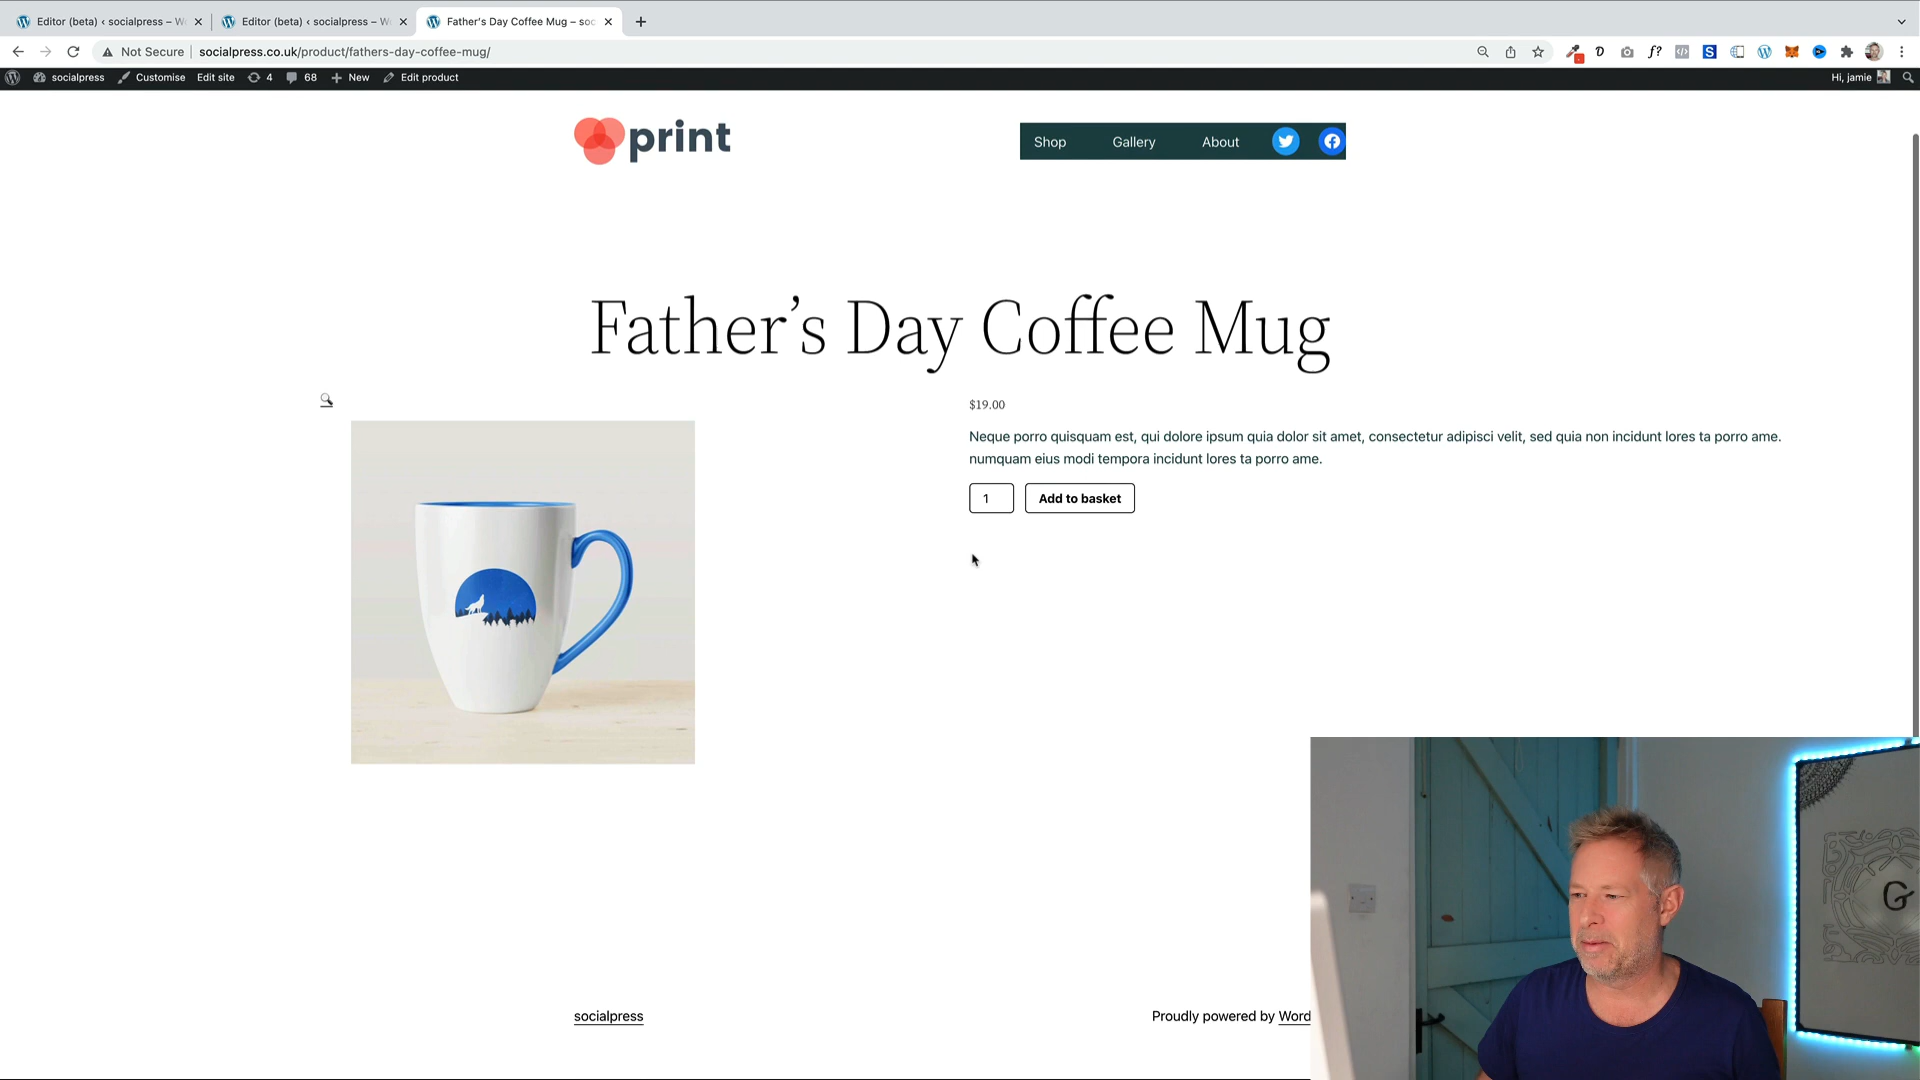 Editor (beta) ‹ socialpress – W
Editor (beta) ‹ socialpress – W
Father's Day Coffee Mug – soc
Not Secure
socialpress.co.uk/product/fathers-day-coffee-mug/
socialpress
Customise
Edit site
4
68
New
Edit product
Hi, jamie
print
Shop
Gallery
About
Father’s Day Coffee Mug
$19.00
Neque porro quisquam est, qui dolore ipsum quia dolor sit amet, consectetur adipisci velit, sed quia non incidunt lores ta porro ame.
numquam eius modi tempora incidunt lores ta porro ame.
1
Add to basket
socialpress
Proudly powered by Word
G